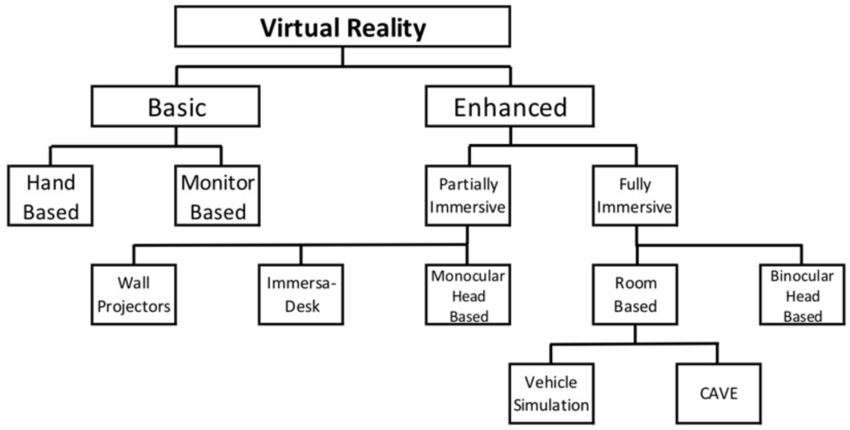 Virtual Reality
Basic
Enhanced
Hand
Based
Monitor
Based
Partially
Immersive
Fully
Immersive
Wall
Projectors
Immersa-
Desk
Monocular
Head
Based
Room
Based
Binocular
Head
Based
Vehicle
Simulation
CAVE